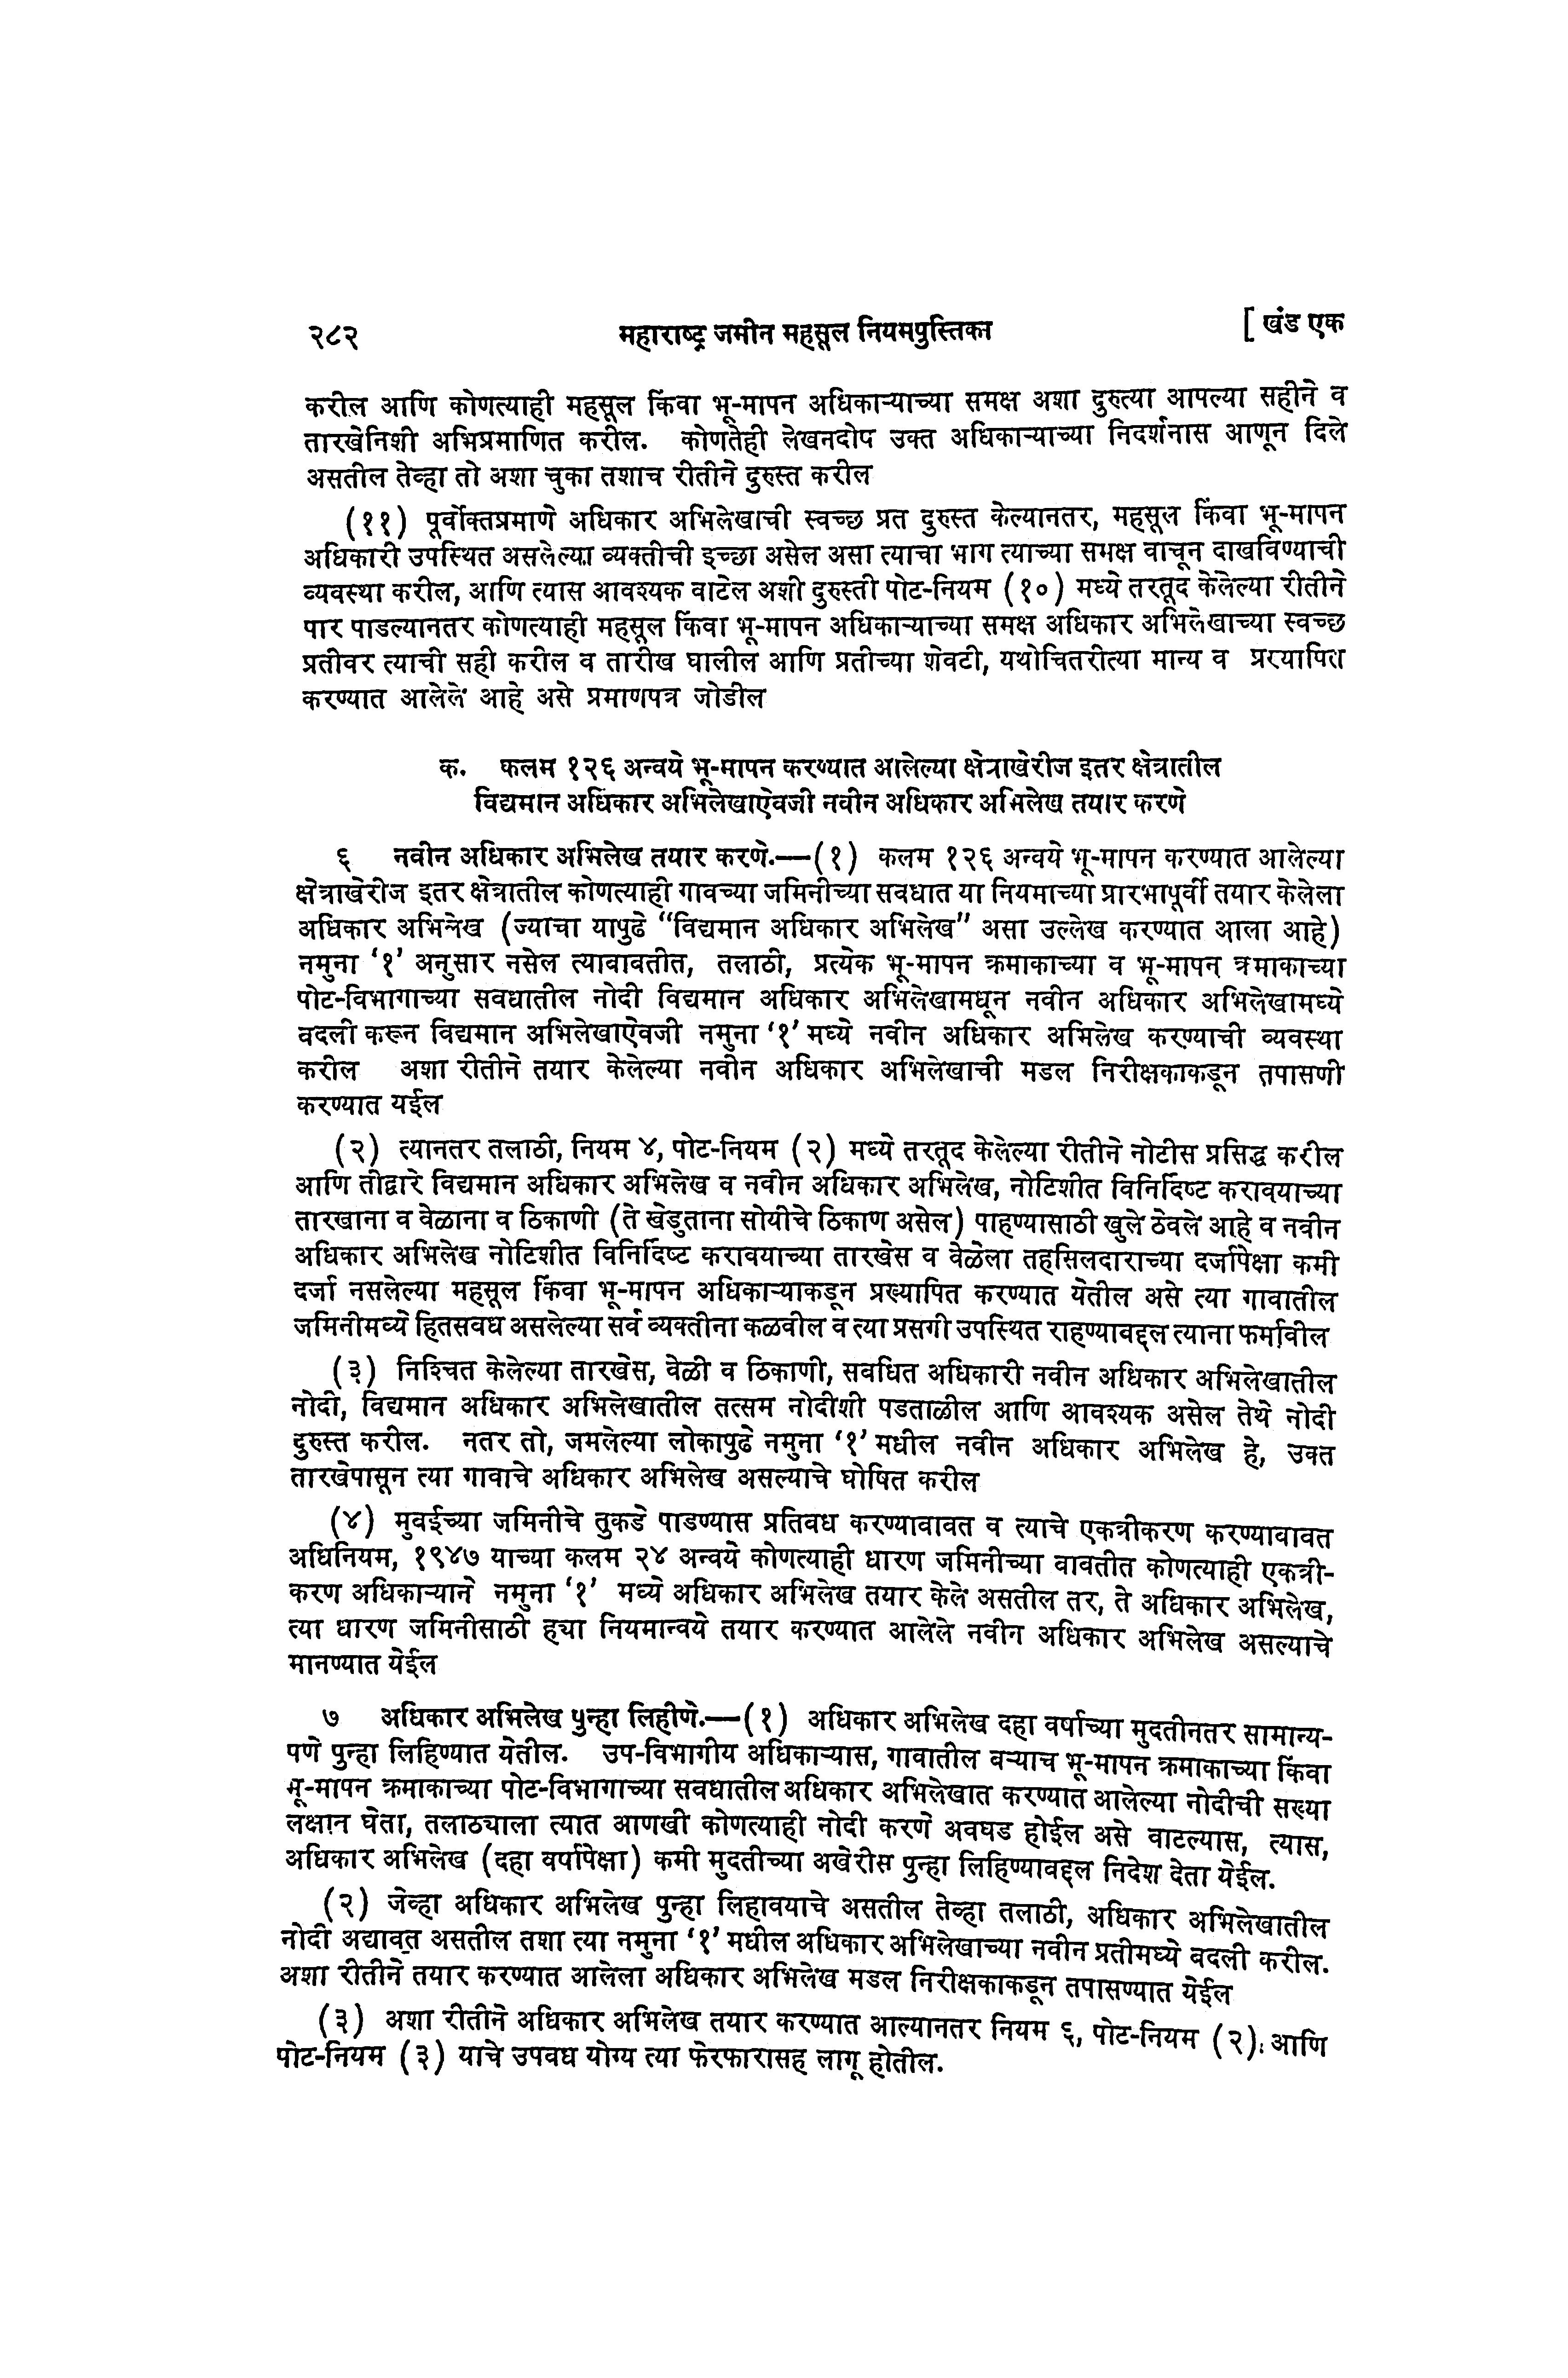 २८२ महाराष्ट्र जमीन महसूल नियमपुस्तिका [ खंड एक
करील आणि कोणत्याही महसूल किंवा भू-मापन अधिकाऱ्याच्या समक्ष अशा दुरुत्या आपल्या सहीने व
तारखेनिशी अभिप्रमाणित करील. कोणतेही लेखनदोप उक्त अधिकाऱ्याच्या निदर्शनास आणून दिले
असतील तेव्हा तो अशा चुका तशाच रीतीने दुरुस्त करील
(११) पूर्वोक्तप्रमाणे अधिकार अभिलेखाची स्वच्छ प्रत दुरुस्त केल्यानतर, महसूल किंवा भू-मापन
अधिकारी उपस्थित असलेल्या व्यक्तीची इच्छा असेल असा त्याचा भाग त्याच्या समक्ष वाचून दाखविण्याची
व्यवस्था करील, आणि त्यास आवश्यक वाटेल अशी दुरुस्ती पोट-नियम (१०) मध्ये तरतूद केलेल्या रीतीने
पार पाडल्यानतर कोणत्याही महसूल किंवा भू-मापन अधिकाऱ्याच्या समक्ष अधिकार अभिलेखाच्या स्वच्छ
प्रतीवर त्याची सही करील व तारीख घालील आणि प्रतीच्या शेवटी, यथोचितरीत्या मान्य व प्रख्यापित
करण्यात आलेले आहे असे प्रमाणपत्र जोडील
क. कलम १२६ अन्वये भू-मापन करण्यात आलेल्या क्षेत्राखेरीज इतर क्षेत्रातील
विद्यमान अधिकार अभिलेखाऐवजी नवीन अधिकार अभिलेख तयार करणे
६ नवीन अधिकार अभिलेख तयार करणे.—(१) कलम १२६ अन्वये भू-मापन करण्यात आलेल्या
क्षेत्राखेरीज इतर क्षेत्रातील कोणत्याही गावच्या जमिनीच्या सवधात या नियमाच्या प्रारभापूर्वी तयार केलेला
अधिकार अभिलेख (ज्याचा यापुढे “विद्यमान अधिकार अभिलेख” असा उल्लेख करण्यात आला आहे)
नमुना ‘१’ अनुसार नसेल त्यावावतीत, तलाठी, प्रत्येक भू-मापन क्रमाकाच्या व भू-मापन क्रमाकाच्या
पोट-विभागाच्या सवधातील नोदी विद्यमान अधिकार अभिलेखामधून नवीन अधिकार अभिलेखामध्ये
वदली करून विद्यमान अभिलेखाऐवजी नमुना ‘१’ मध्ये नवीन अधिकार अभिलेख करण्याची व्यवस्था
करील अशा रीतीने तयार केलेल्या नवीन अधिकार अभिलेखाची मडल निरीक्षकाकडून तपासणी
करण्यात यईल
(२) त्यानतर तलाठी, नियम ४, पोट-नियम (२) मध्ये तरतूद केलेल्या रीतीने नोटीस प्रसिद्ध करील
आणि तीद्वारे विद्यमान अधिकार अभिलेख व नवीन अधिकार अभिलेख, नोटिशीत विनिर्दिष्ट करावयाच्या
तारखाना व वेळाना व ठिकाणी (ते खेडुताना सोयीचे ठिकाण असेल) पाहण्यासाठी खुले ठेवले आहे व नवीन
अधिकार अभिलेख नोटिशीत विनिर्दिष्ट करावयाच्या तारखेस व वेळेला तहसिलदाराच्या दर्जापेक्षा कमी
दर्जा नसलेल्या महसूल किंवा भू-मापन अधिकाऱ्याकडून प्रख्यापित करण्यात येतील असे त्या गावातील
जमिनीमध्ये हितसवध असलेल्या सर्व व्यक्तीना कळवील व त्या प्रसगी उपस्थित राहण्यावद्दल त्याना फर्मावील
(३) निश्चित केलेल्या तारखेस, वेळी व ठिकाणी, सवधित अधिकारी नवीन अधिकार अभिलेखातील
नोदी, विद्यमान अधिकार अभिलेखातील तत्सम नोदीशी पडताळील आणि आवश्यक असेल तेथे नोदी
दुरुस्त करील. नतर तो, जमलेल्या लोकापुढे नमुना ‘१’ मधील नवीन अधिकार अभिलेख हे, उक्त
तारखेपासून त्या गावाचे अधिकार अभिलेख असल्याचे घोषित करील
(४) मुवईच्या जमिनीचे तुकडे पाडण्यास प्रतिवध करण्यावावत व त्याचे एकत्रीकरण करण्यावावत
अधिनियम, १९४७ याच्या कलम २४ अन्वये कोणत्याही धारण जमिनीच्या वावतीत कोणत्याही एकत्री-
करण अधिकाऱ्याने नमुना ‘१’ मध्ये अधिकार अभिलेख तयार केले असतील तर, ते अधिकार अभिलेख,
त्या धारण जमिनीसाठी ह्या नियमान्वये तयार करण्यात आलेले नवीन अधिकार अभिलेख असल्याचे
मानण्यात येईल
७ अधिकार अभिलेख पुन्हा लिहीणे.—(१) अधिकार अभिलेख दहा वर्षाच्या मुदतीनतर सामान्य-
पणे पुन्हा लिहिण्यात येतील. उप-विभागीय अधिकाऱ्यास, गावातील वऱ्याच भू-मापन क्रमाकाच्या किंवा
भू-मापन क्रमाकाच्या पोट-विभागाच्या सवधातील अधिकार अभिलेखात करण्यात आलेल्या नोदीची सख्या
लक्षान घेता, तलाठ्याला त्यात आणखी कोणत्याही नोदी करणे अवघड होईल असे वाटल्यास, त्यास,
अधिकार अभिलेख (दहा वर्षापेक्षा) कमी मुदतीच्या अखेरीस पुन्हा लिहिण्यावद्दल निदेश देता येईल.
(२) जेव्हा अधिकार अभिलेख पुन्हा लिहावयाचे असतील तेव्हा तलाठी, अधिकार अभिलेखातील
नोदी अद्यावत असतील तशा त्या नमुना ‘१’ मधील अधिकार अभिलेखाच्या नवीन प्रतीमध्ये वदली करील.
अशा रीतीने तयार करण्यात आलेला अधिकार अभिलेख मडल निरीक्षकाकडून तपासण्यात येईल
(३) अशा रीतीने अधिकार अभिलेख तयार करण्यात आल्यानतर नियम ६, पोट-नियम (२). आणि
पोट-नियम (३) याचे उपवध योग्य त्या फेरफारासह लागू होतील.